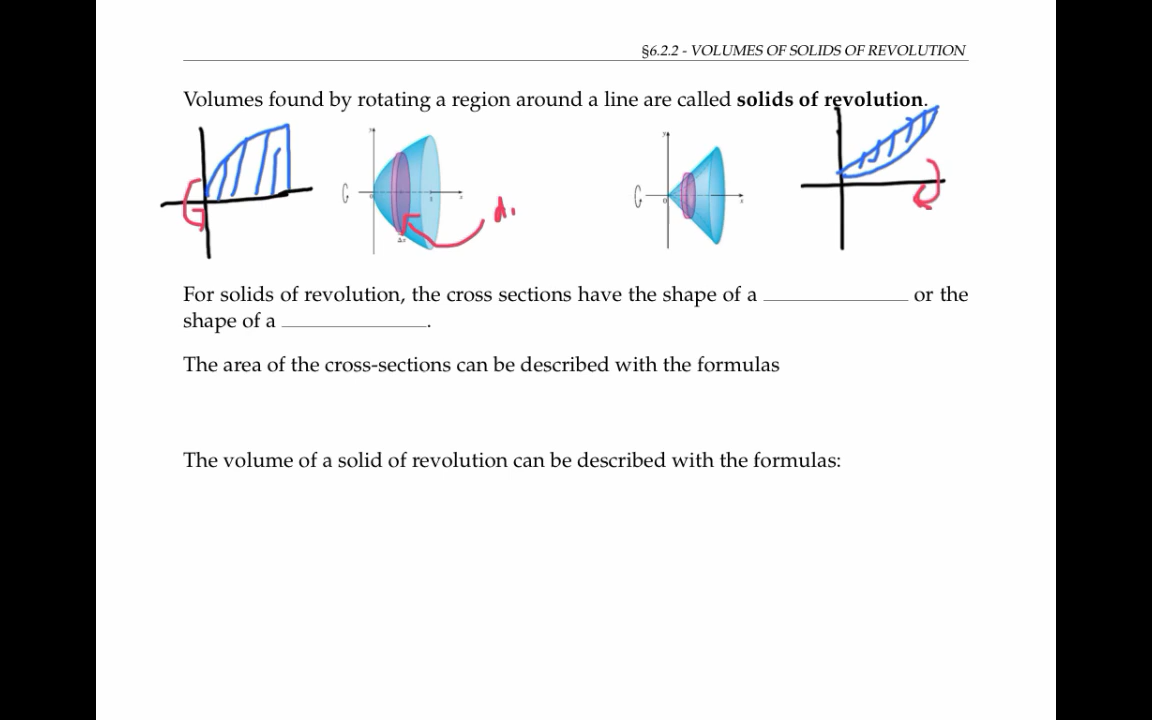 §6.2.2 - VOLUMES OF SOLIDS OF REVOLUTION
Volumes found by rotating a region around a line are called solids of revolution.
For solids of revolution, the cross sections have the shape of a ______________ or the
shape of a ______________.
The area of the cross-sections can be described with the formulas
The volume of a solid of revolution can be described with the formulas: